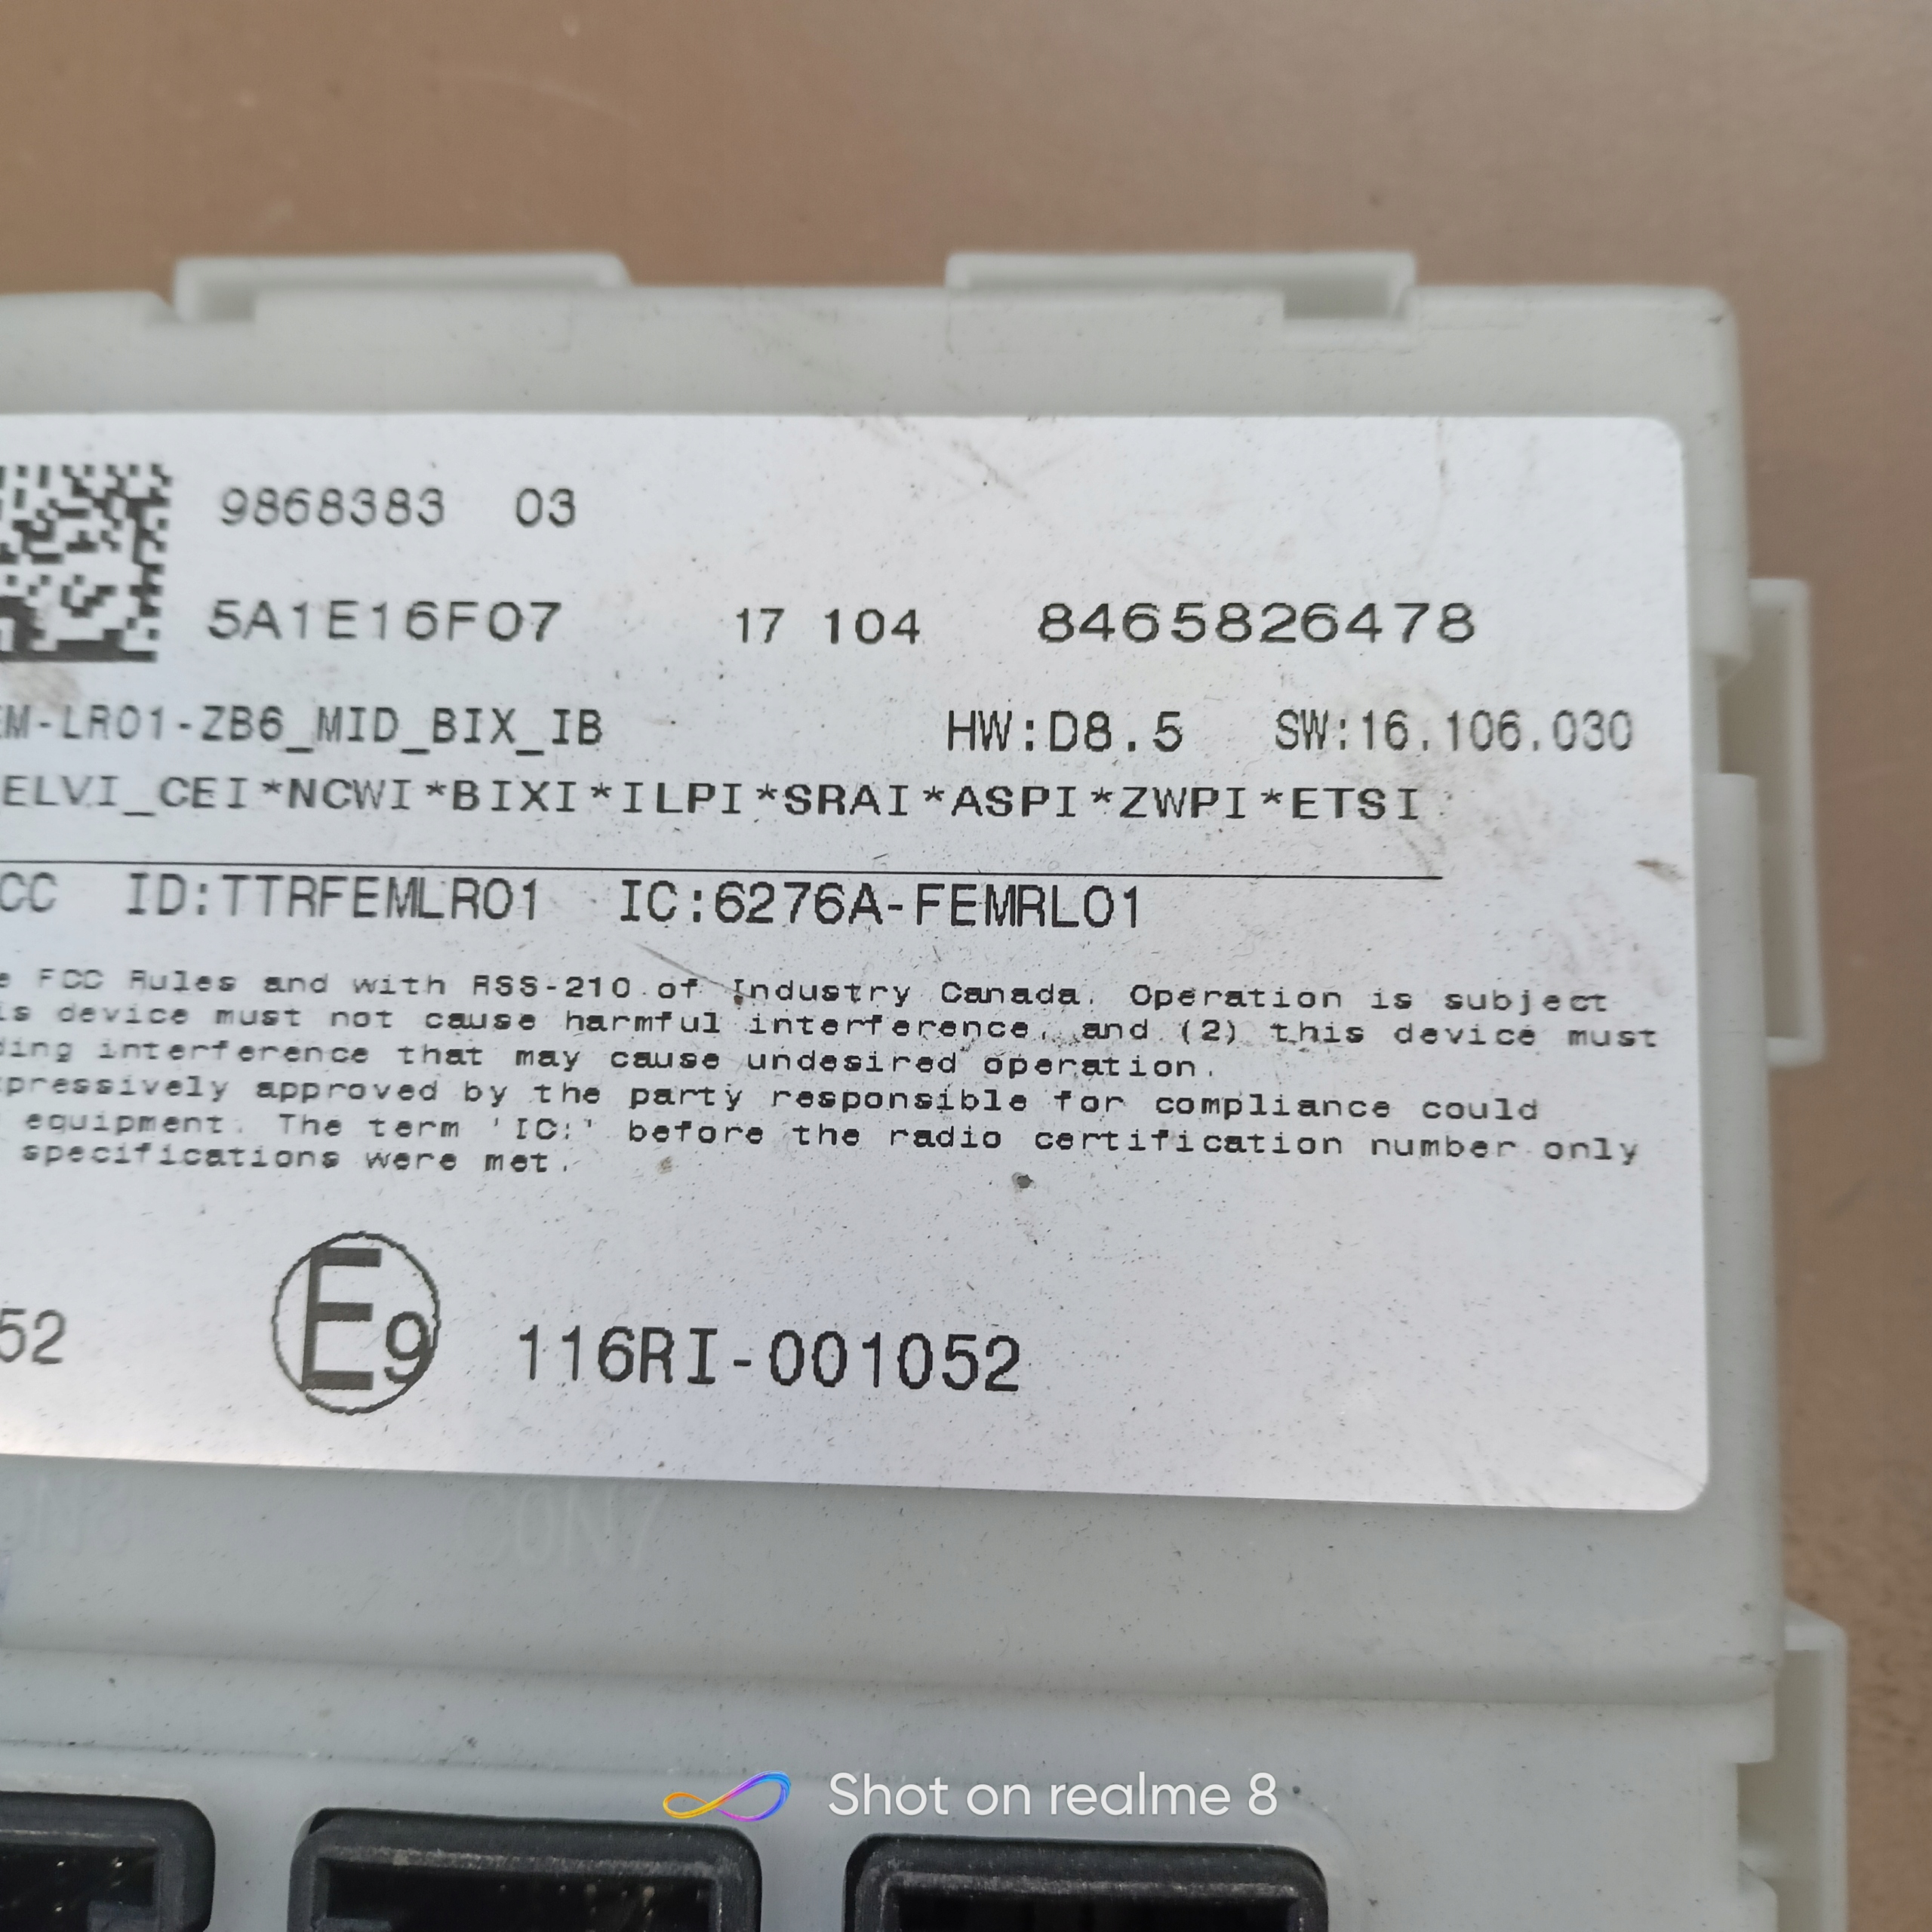 9868383 03
5A1E16F07 17 104 8465826478
EM-LR01-ZB6_MID_BIX_IB HW:D8.5 SW:16.106.030
ELVI_CEI*NCWI*BIXI*ILPI*SRAI*ASPI*ZWPI*ETSI
CC ID:TTRFEMLR01 IC:6276A-FEMRL01
e FCC Rules and with RSS-210 of Industry Canada. Operation is subject
is device must not cause harmful interference, and (2) this device must
ding interference that may cause undesired operation.
pressively approved by the party responsible for compliance could
equipment. The term 'IC:' before the radio certification number only
specifications were met.
52 E9 116RI-001052
CON7
Shot on realme 8